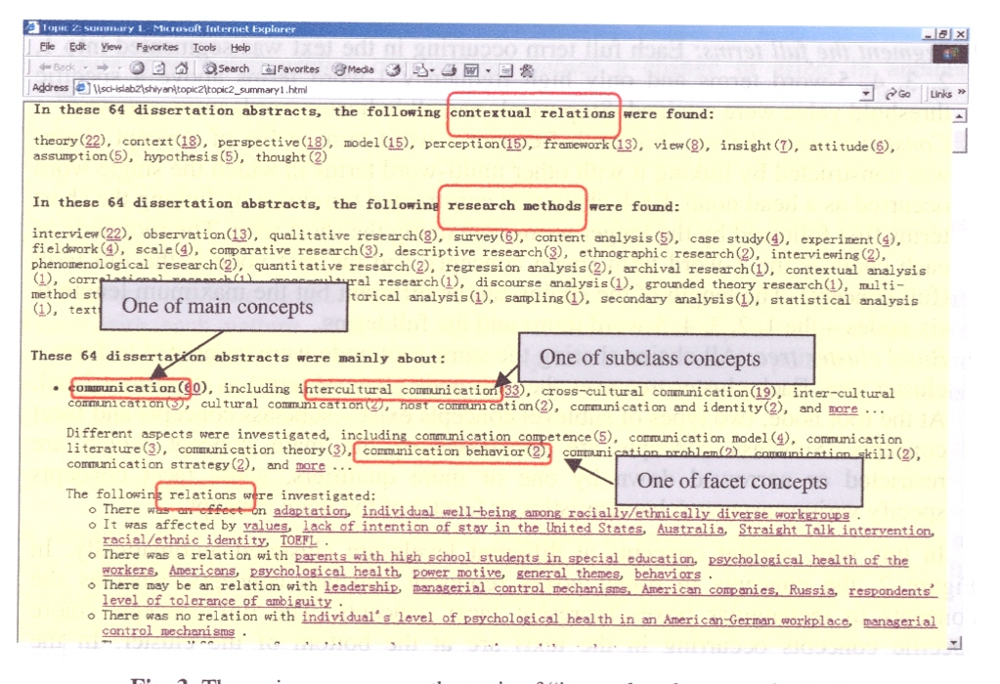 Topic 2: summary 1 - Microsoft Internet Explorer
File Edit View Favorites Tools Help
Back Search Favorites Media
Address \\sci-islab2\shiyan\topic2\topic2_summary1.html Go Links »
In these 64 dissertation abstracts, the following contextual relations were found:
theory(22), context(18), perspective(18), model(15), perception(15), framework(13), view(8), insight(7), attitude(6),
assumption(5), hypothesis(5), thought(2)
In these 64 dissertation abstracts, the following research methods were found:
interview(22), observation(13), qualitative research(8), survey(6), content analysis(5), case study(4), experiment(4),
fieldwork(4), scale(4), comparative research(3), descriptive research(3), ethnographic research(2), interviewing(2),
phenomenological research(2), quantitative research(2), regression analysis(2), archival research(1), contextual analysis
(1), correlational research(1), cross-cultural research(1), discourse analysis(1), grounded theory research(1), multi-
method st torical analysis(1), sampling(1), secondary analysis(1), statistical analysis
(1), text
One of main concepts
These 64 dissertation abstracts were mainly about:
One of subclass concepts
• communication(60), including intercultural communication(33), cross-cultural communication(19), inter-cultural
communication(3), cultural communication(2), host communication(2), communication and identity(2), and more ...
Different aspects were investigated, including communication competence(5), communication model(4), communication
literature(3), communication theory(3), communication behavior(2), communication problem(2), communication skill(2),
communication strategy(2), and more ...
One of facet concepts
The following relations were investigated:
o There was an effect on adaptation, individual well-being among racially/ethnically diverse workgroups .
o It was affected by values, lack of intention of stay in the United States, Australia, Straight Talk intervention,
racial/ethnic identity, TOEFL .
o There was a relation with parents with high school students in special education, psychological health of the
workers, Americans, psychological health, power motive, general themes, behaviors .
o There may be an relation with leadership, managerial control mechanisms, American companies, Russia, respondents'
level of tolerance of ambiguity .
o There was no relation with individual's level of psychological health in an American-German workplace, managerial
control mechanisms .